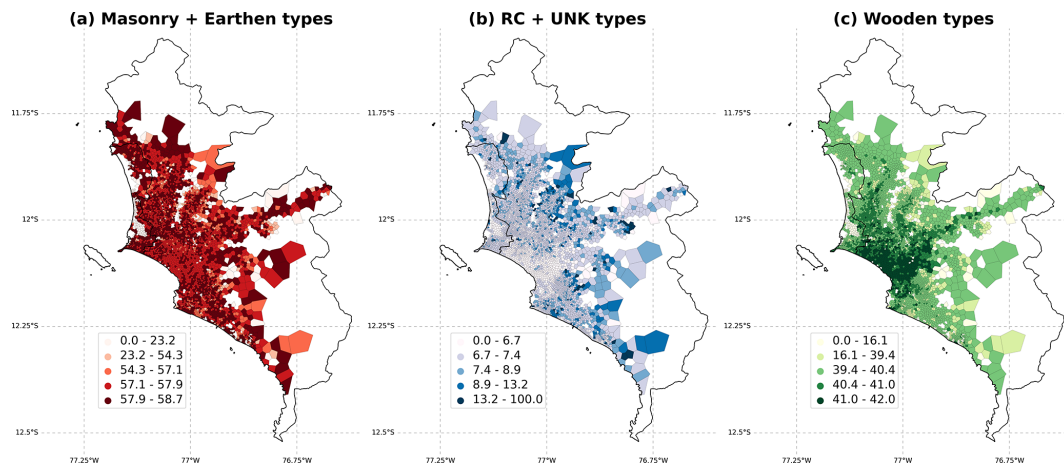 (a) Masonry + Earthen types
(b) RC + UNK types
(c) Wooden types
11.75°S
11.75°S
11.75°S
12°S
12°S
12°S
12.25°S
12.25°S
12.25°S
0.0 - 23.2
23.2 - 54.3
54.3 - 57.1
57.1 - 57.9
57.9 - 58.7
0.0 - 6.7
6.7 - 7.4
7.4 - 8.9
8.9 - 13.2
13.2 - 100.0
0.0 - 16.1
16.1 - 39.4
39.4 - 40.4
40.4 - 41.0
41.0 - 42.0
12.5°S
12.5°S
12.5°S
77.25°W
77°W
76.75°W
77.25°W
77°W
76.75°W
77.25°W
77°W
76.75°W